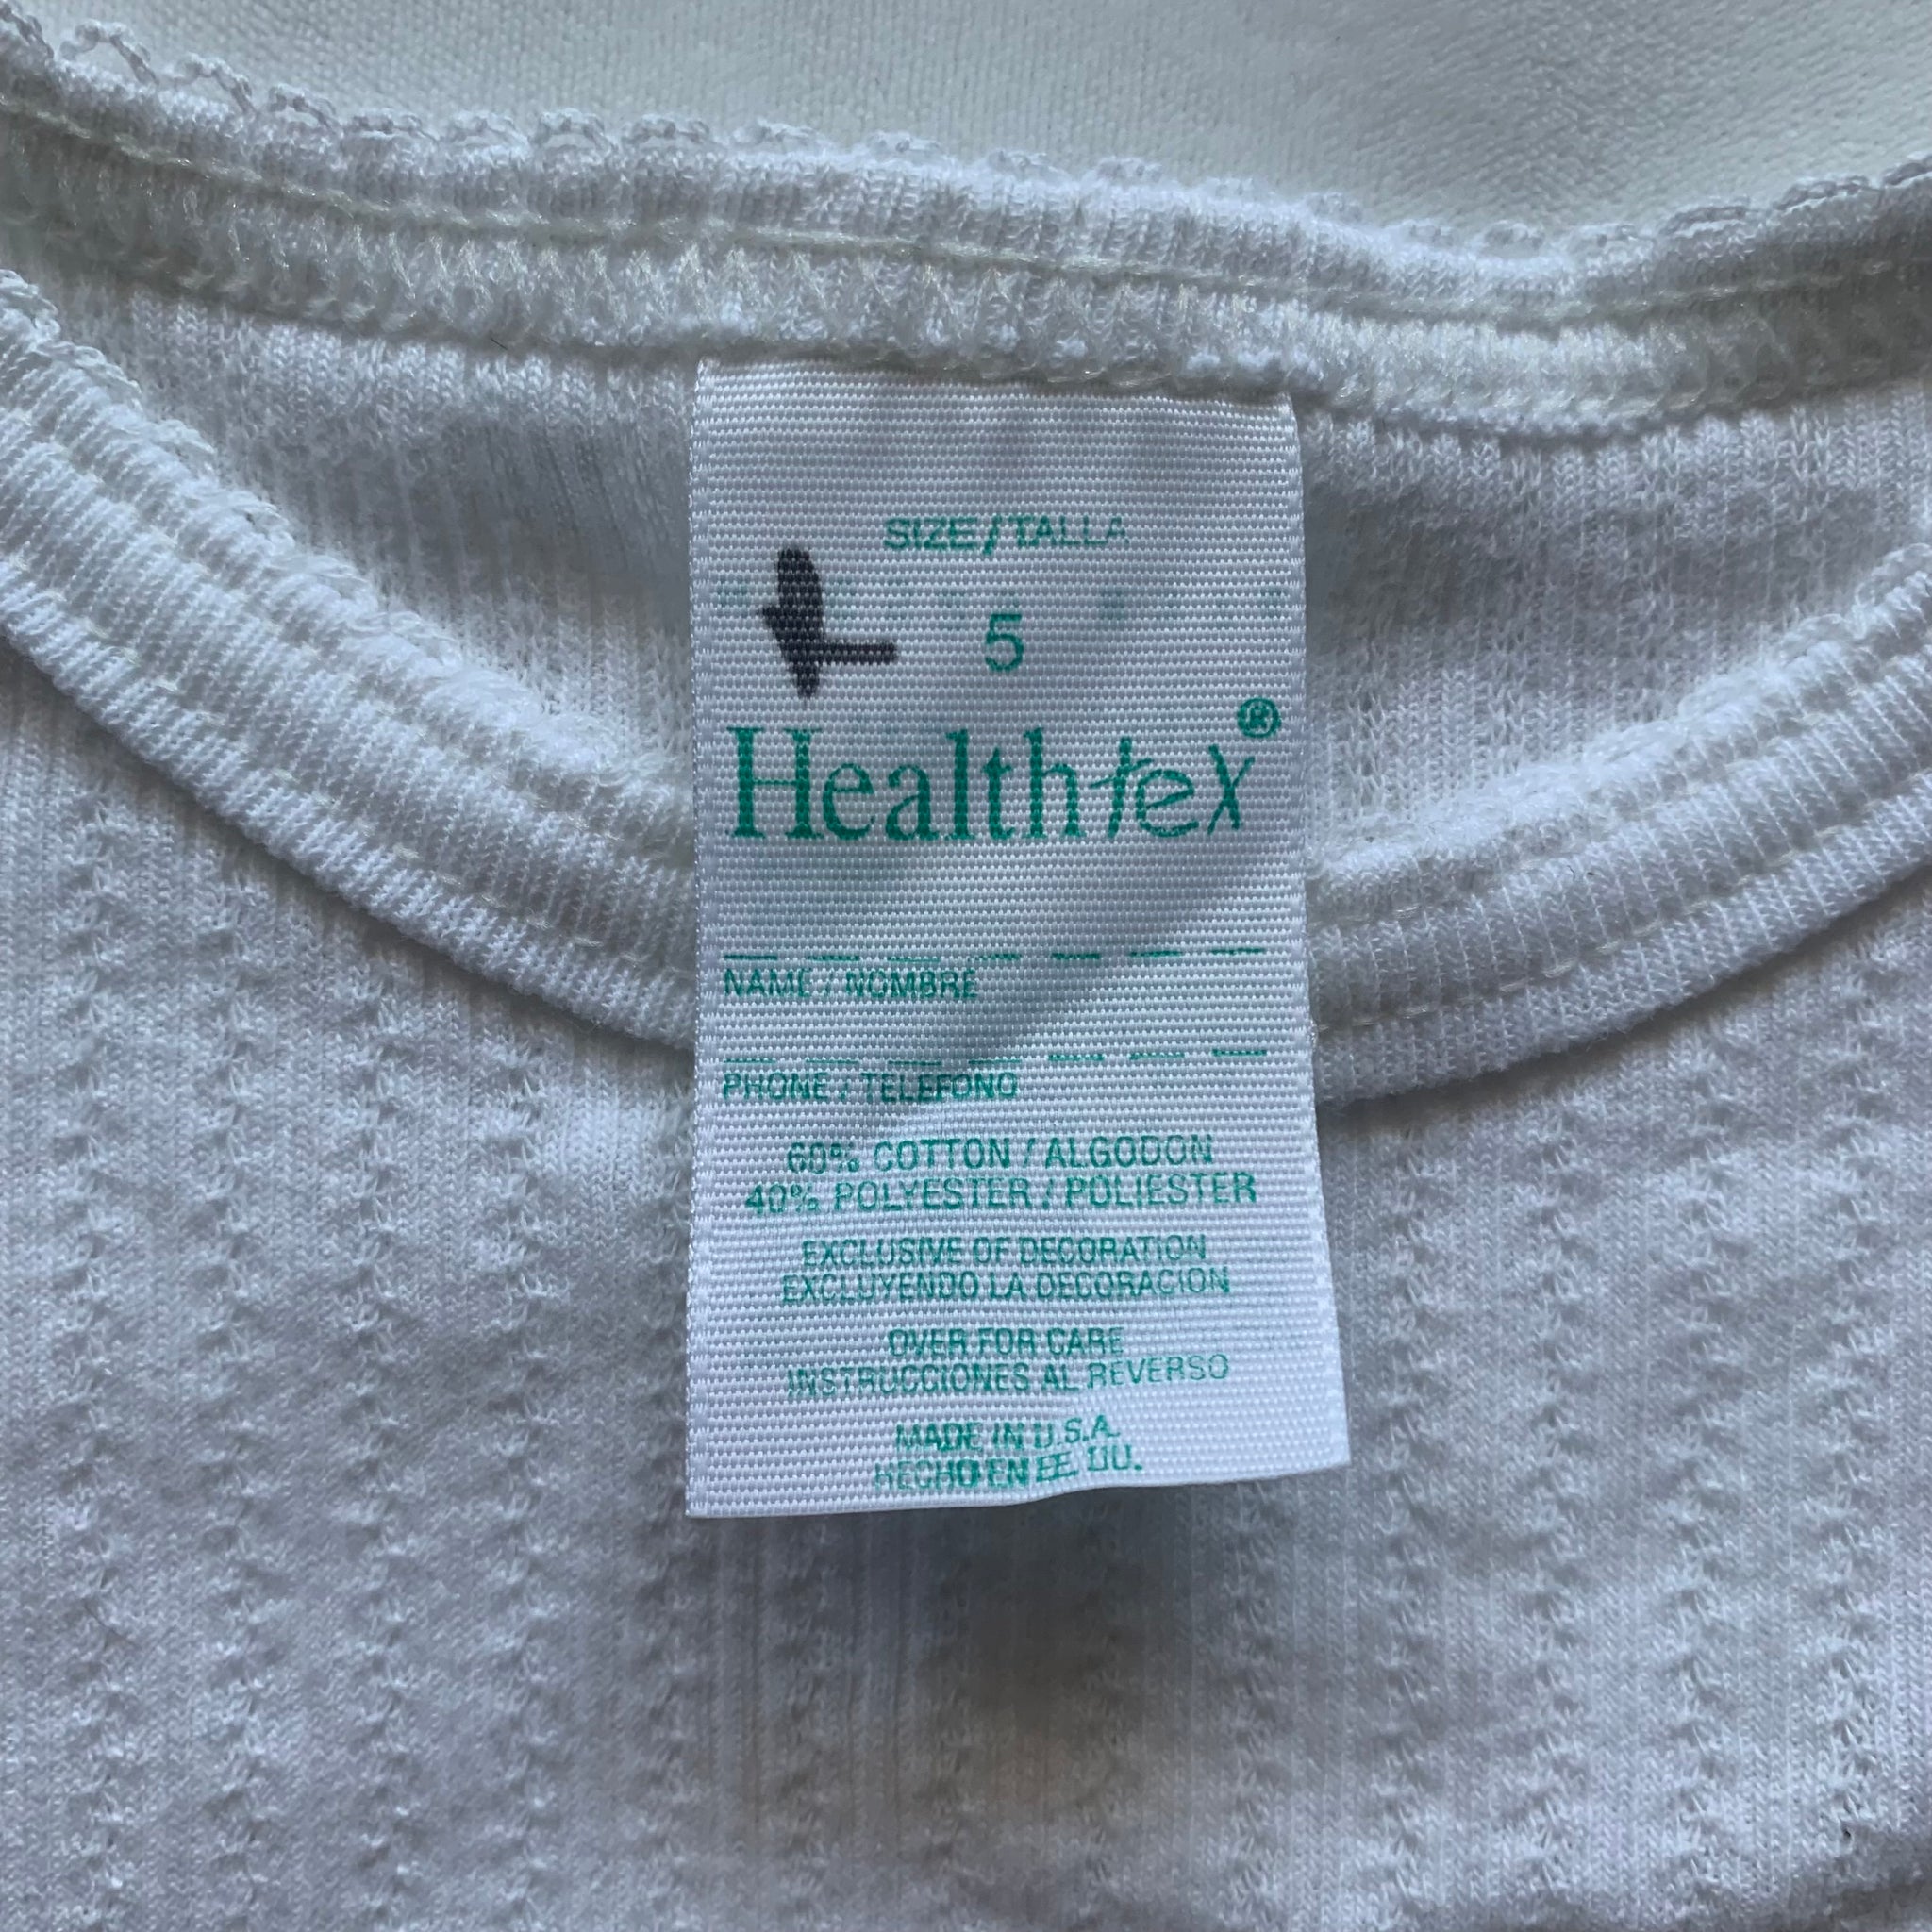 SIZE/TALLA
5
Healthtex®
NAME / NOMBRE
PHONE / TELEFONO
60% COTTON / ALGODON
40% POLYESTER / POLIESTER
EXCLUSIVE OF DECORATION
EXCLUYENDO LA DECORACION
OVER FOR CARE
INSTRUCCIONES AL REVERSO
MADE IN U.S.A.
HECHO EN EE. UU.